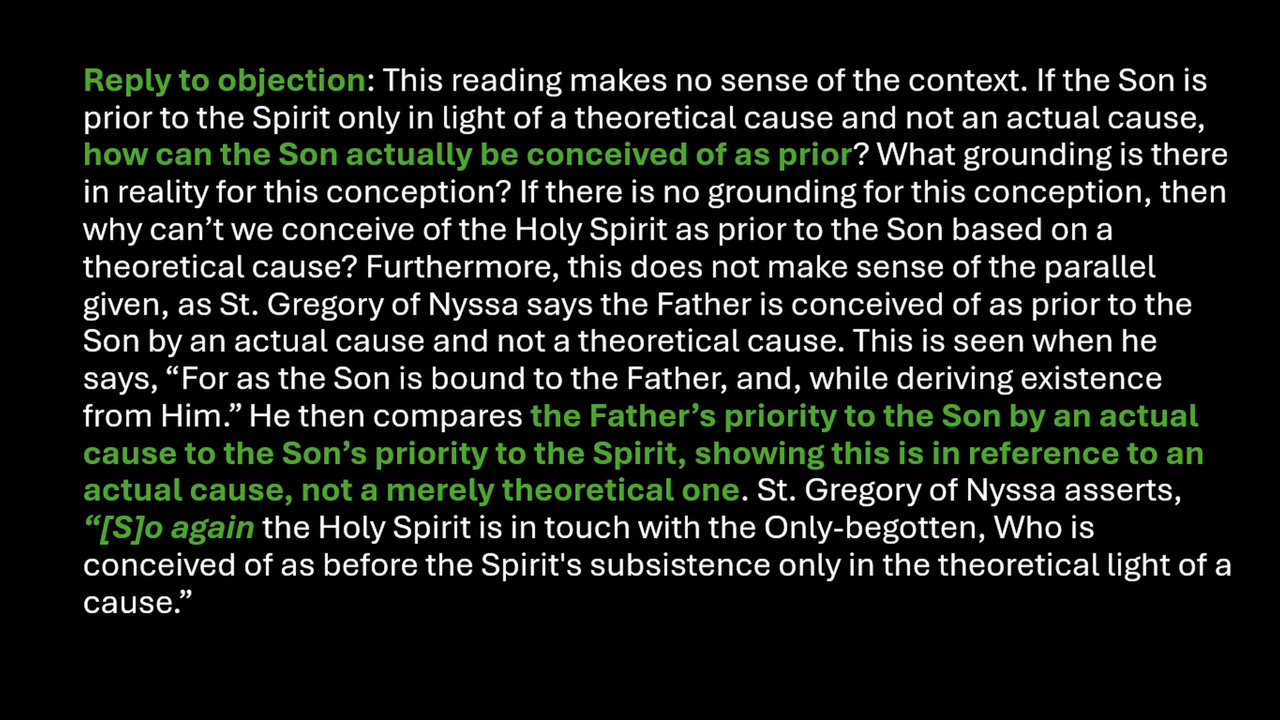 Reply to objection: This reading makes no sense of the context. If the Son is
prior to the Spirit only in light of a theoretical cause and not an actual cause,
how can the Son actually be conceived of as prior? What grounding is there
in reality for this conception? If there is no grounding for this conception, then
why can’t we conceive of the Holy Spirit as prior to the Son based on a
theoretical cause? Furthermore, this does not make sense of the parallel
given, as St. Gregory of Nyssa says the Father is conceived of as prior to the
Son by an actual cause and not a theoretical cause. This is seen when he
says, “For as the Son is bound to the Father, and, while deriving existence
from Him.” He then compares the Father’s priority to the Son by an actual
cause to the Son’s priority to the Spirit, showing this is in reference to an
actual cause, not a merely theoretical one. St. Gregory of Nyssa asserts,
“[S]o again the Holy Spirit is in touch with the Only-begotten, Who is
conceived of as before the Spirit's subsistence only in the theoretical light of a
cause.”